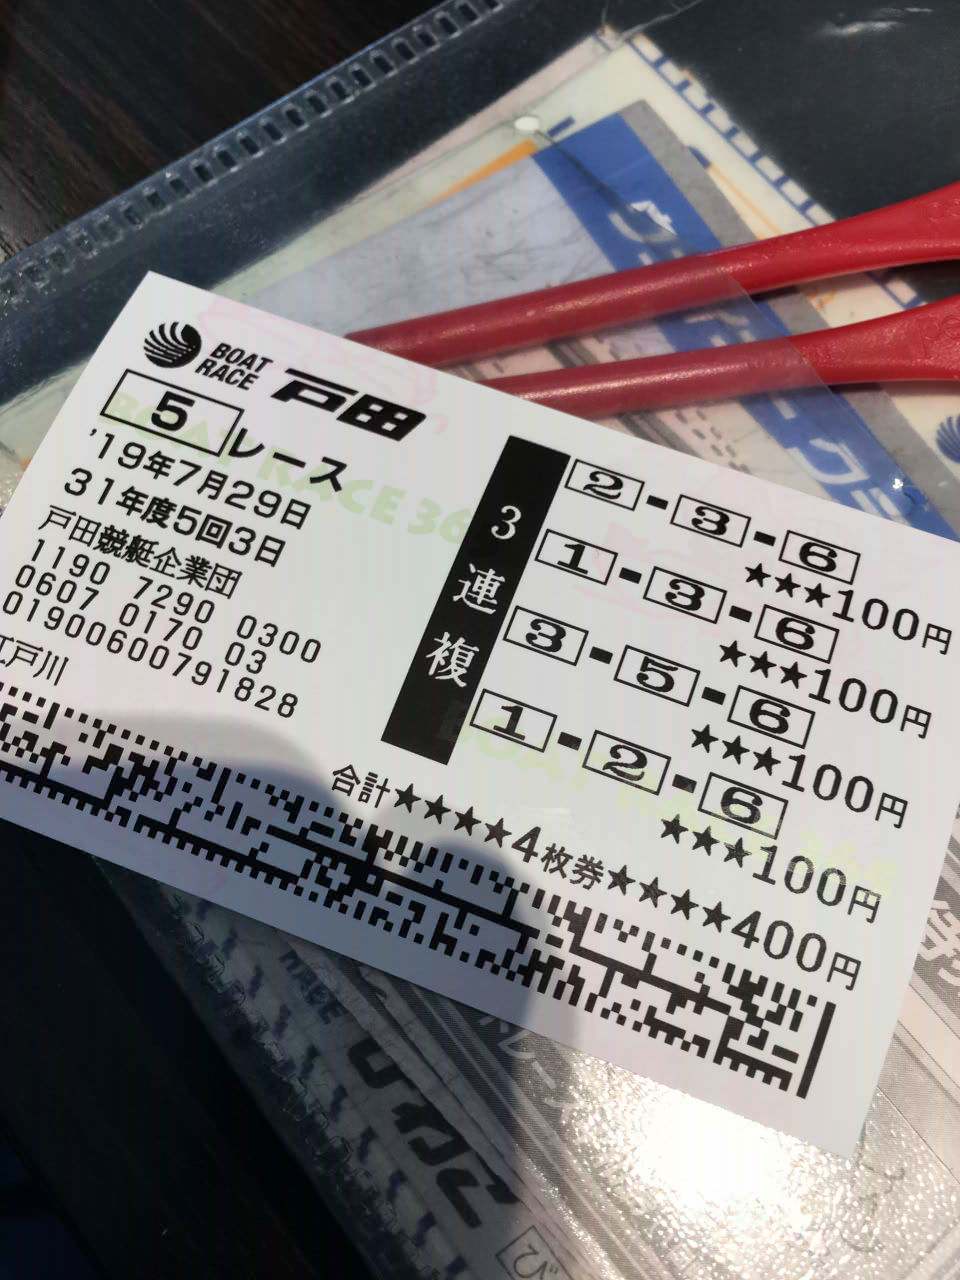 BOAT
RACE
戸田
5 レース
'19年7月29日
31年度5回3日
戸田競艇企業団
1190 7290 0300
0607 0170 03
0190060079182​8
江戸川
3連複
2-3-6
★★★100円
1-3-6
★★★100円
3-5-6
★★★100円
1-2-6
★★★100円
合計★★★★4枚券★★★★400円
BOAT RACE 365